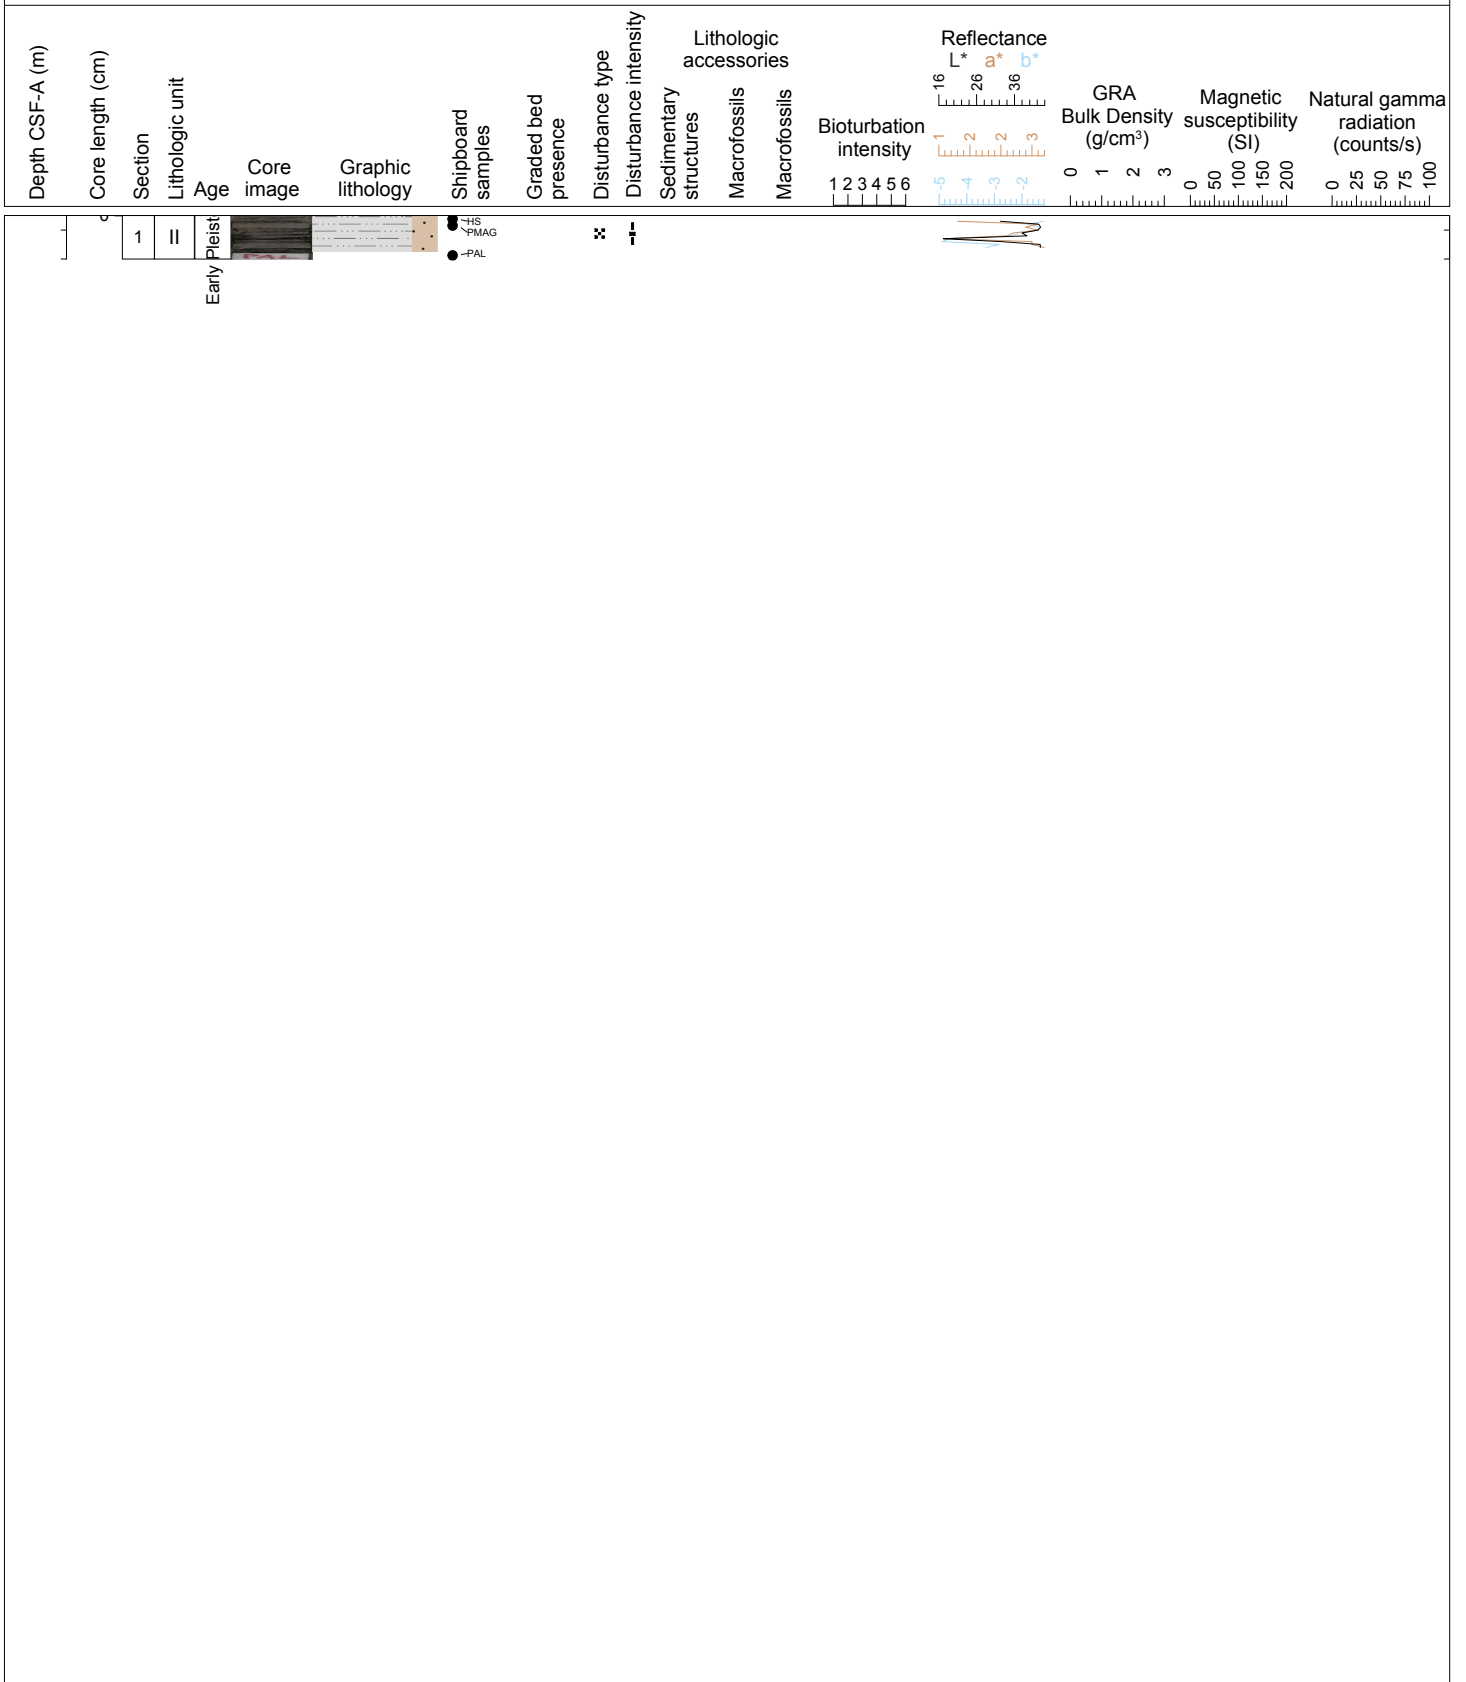 Depth CSF-A (m)
Core length (cm)
Section
Lithologic unit
Age
Core
image
Graphic
lithology
Shipboard
samples
Graded bed
presence
Disturbance type
Disturbance intensity
Lithologic
accessories
Sedimentary
structures
Macrofossils
Macrofossils
Bioturbation
intensity
1 2 3 4 5 6
Reflectance
L* a* b*
16 26 36
1 2 2 3
-5 -4 -3 -2
GRA
Bulk Density
(g/cm³)
0 1 2 3
Magnetic
susceptibility
(SI)
0 50 100 150 200
Natural gamma
radiation
(counts/s)
0 25 50 75 100
1
II
Early Pleist
PAL
HS
PMAG
PAL